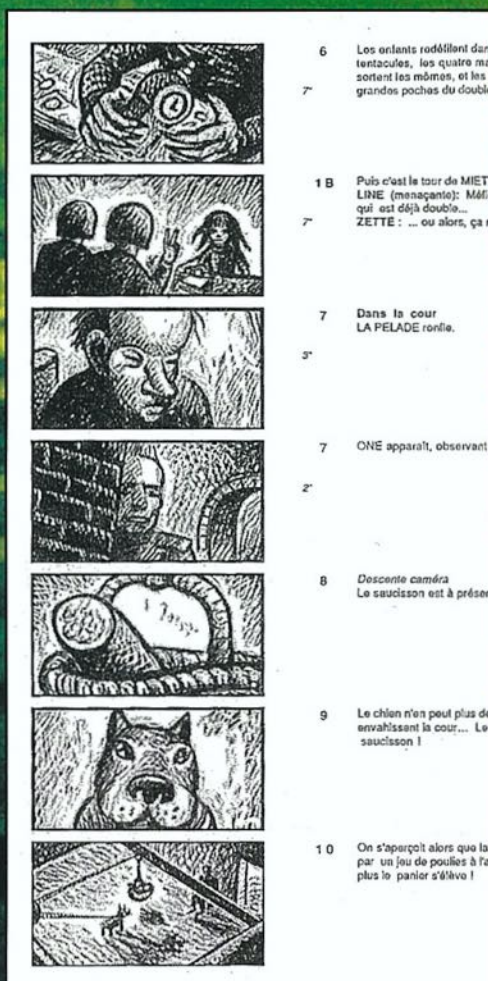 6 Les enfants redéfilent dan
tentacules, les quatre ma
sortent les mômes, et les
7" grandes poches du double
1 B Puis c'est le tour de MIET
LINE (menaçante): Méfi
qui est déjà double...
7" ZETTE : ... ou alors, ça r
7 Dans la cour
LA PELADE ronfle.
3"
7 ONE apparaît, observant
2"
8 Descente caméra
Le saucisson est à présen
9 Le chien n'en peut plus de
envahissent la cour... Le
saucisson !
10 On s'aperçoit alors que la
par un jeu de poulies à l'a
plus le panier s'élève !